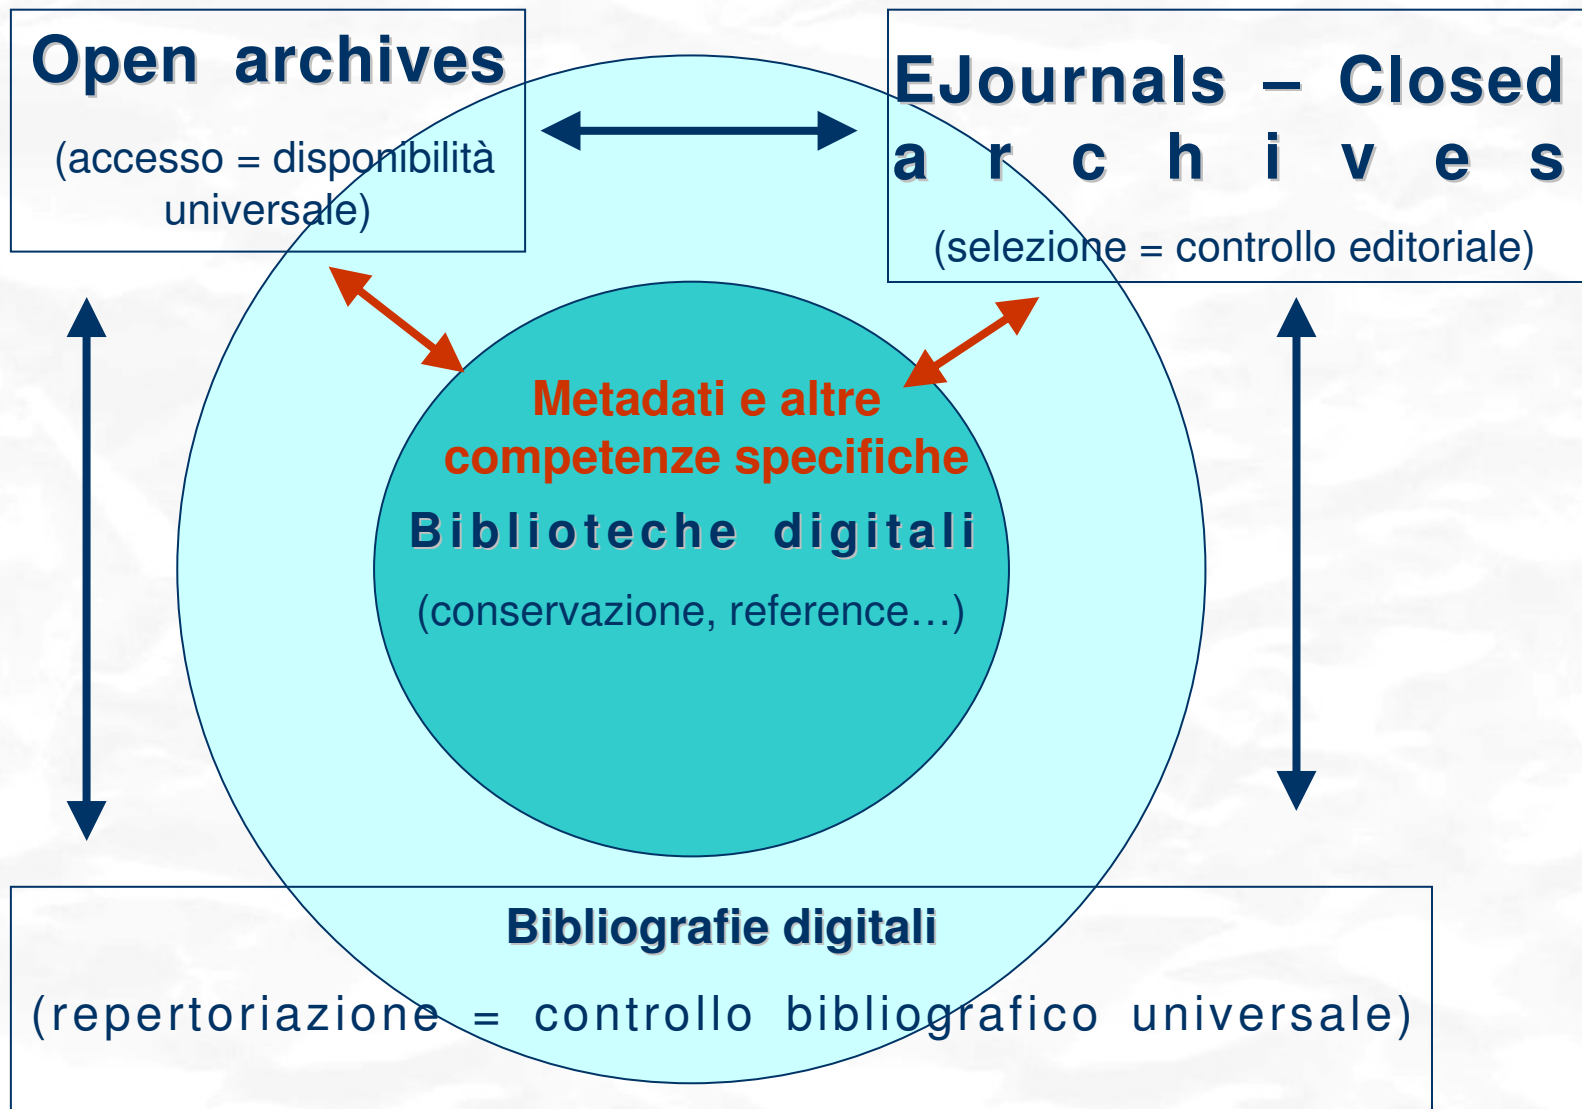 Open archives
(accesso = disponibilità
universale)
EJournals – Closed
archives
(selezione = controllo editoriale)
Metadati e altre
competenze specifiche
Biblioteche digitali
(conservazione, reference…)
Bibliografie digitali
(repertoriazione = controllo bibliografico universale)